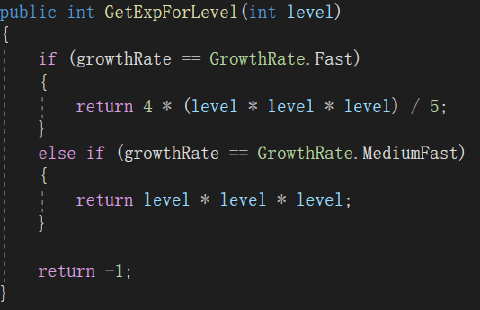 public int GetExpForLevel(int level)
{
    if (growthRate == GrowthRate.Fast)
    {
        return 4 * (level * level * level) / 5;
    }
    else if (growthRate == GrowthRate.MediumFast)
    {
        return level * level * level;
    }

    return -1;
}